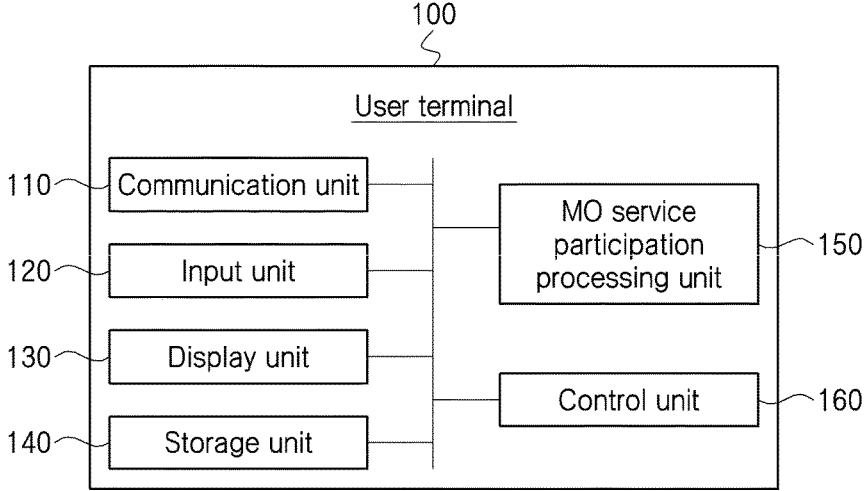 100
User terminal
110
Communication unit
120
Input unit
130
Display unit
140
Storage unit
MO service
participation
processing unit
150
Control unit
160